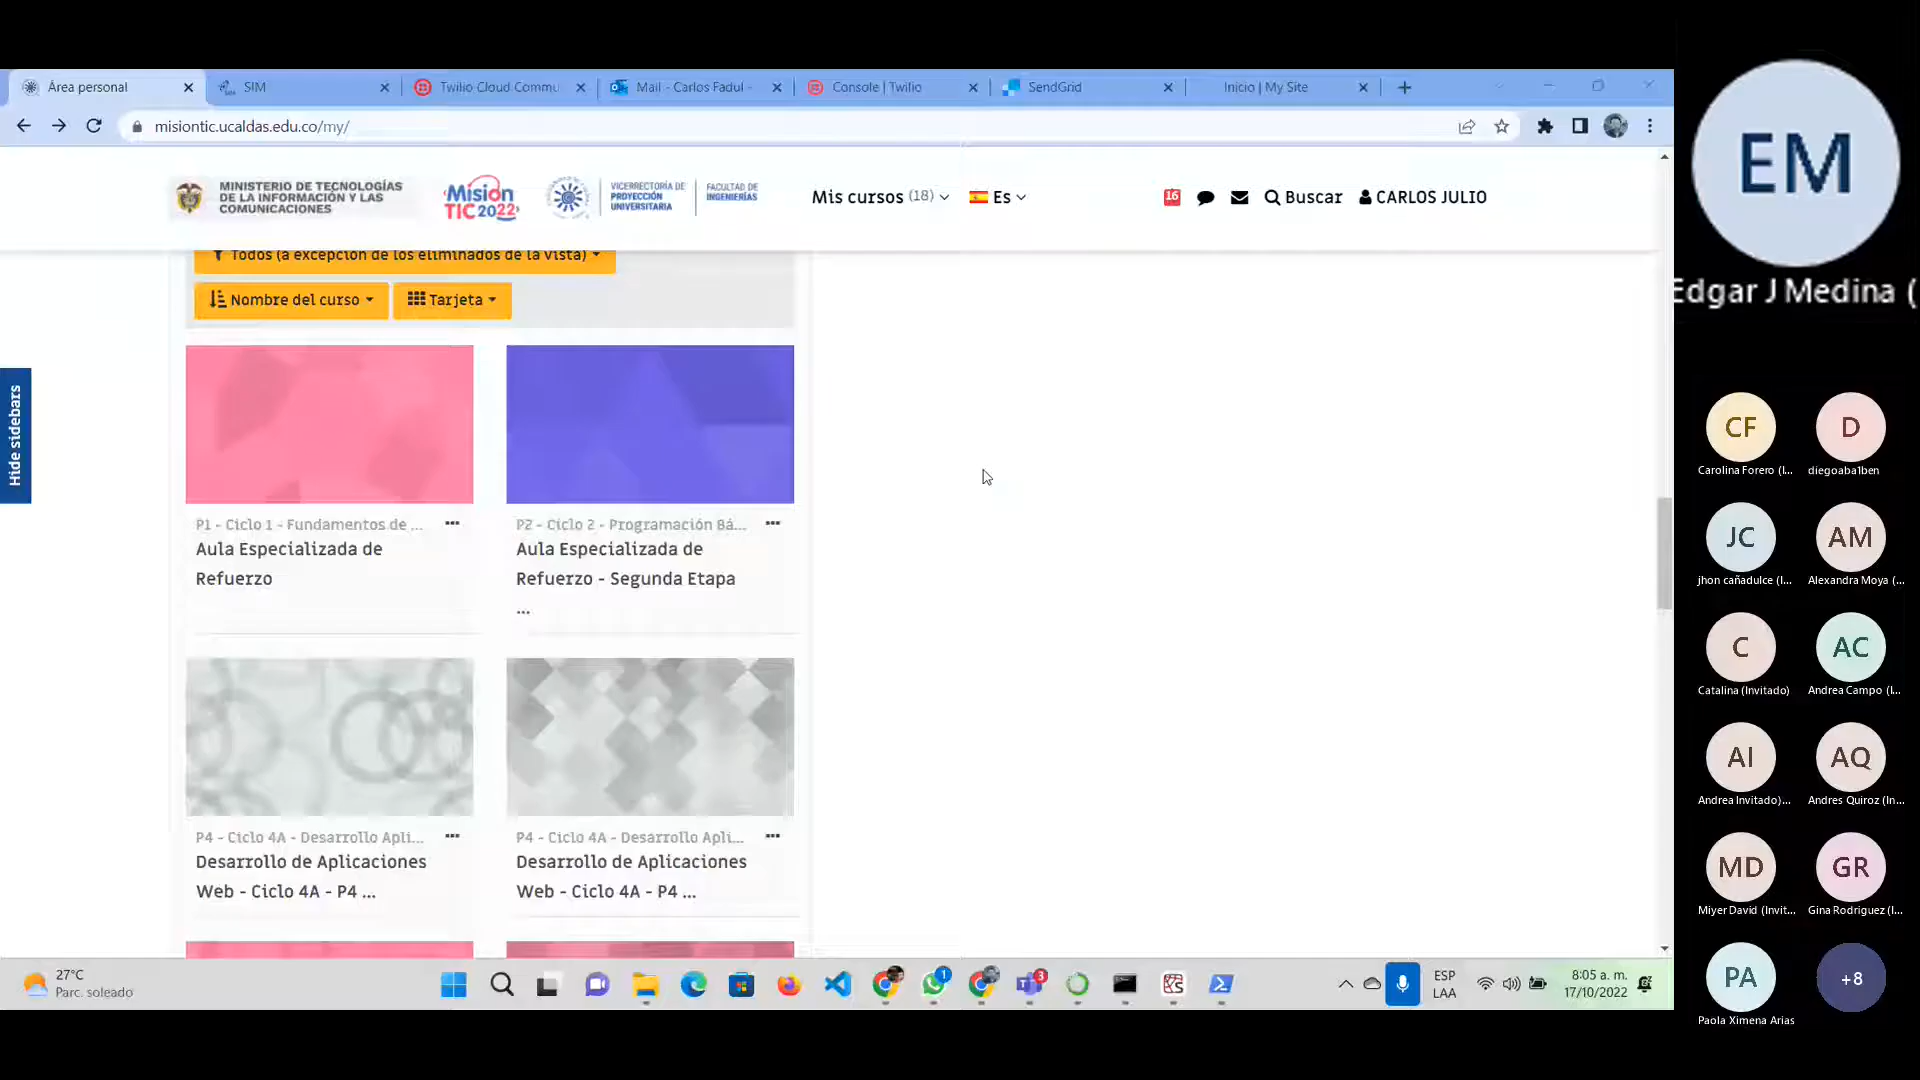 Área personal
SIM
Twilio Cloud Commu
Mail - Carlos Fadul -
Console | Twilio
SendGrid
Inicio | My Site
misiontic.ucaldas.edu.co/my/
MINISTERIO DE TECNOLOGÍAS
DE LA INFORMACIÓN Y LAS
COMUNICACIONES
Misión
TIC2022
VICERRECTORÍA DE
PROYECCIÓN
UNIVERSITARIA
FACULTAD DE
INGENIERÍAS
Mis cursos (18)
Es
16
Buscar
CARLOS JULIO
Todos (a excepción de los eliminados de la vista)
Nombre del curso
Tarjeta
Hide sidebars
P1 - Ciclo 1 - Fundamentos de ...
Aula Especializada de
Refuerzo
P2 - Ciclo 2 - Programación Bá...
Aula Especializada de
Refuerzo - Segunda Etapa
...
P4 - Ciclo 4A - Desarrollo Apli...
Desarrollo de Aplicaciones
Web - Ciclo 4A - P4 ...
P4 - Ciclo 4A - Desarrollo Apli...
Desarrollo de Aplicaciones
Web - Ciclo 4A - P4 ...
27°C
Parc. soleado
1
3
ESP
LAA
8:05 a. m.
17/10/2022
EM
Edgar J Medina (
CF
Carolina Forero (I...
D
diegoaba1ben
JC
jhon cañadulce (I...
AM
Alexandra Moya (...
C
Catalina (Invitado)
AC
Andrea Campo (I...
AI
Andrea Invitado)...
AQ
Andres Quiroz (In...
MD
Miyer David (Invit...
GR
Gina Rodriguez (I...
PA
Paola Ximena Arias
+8